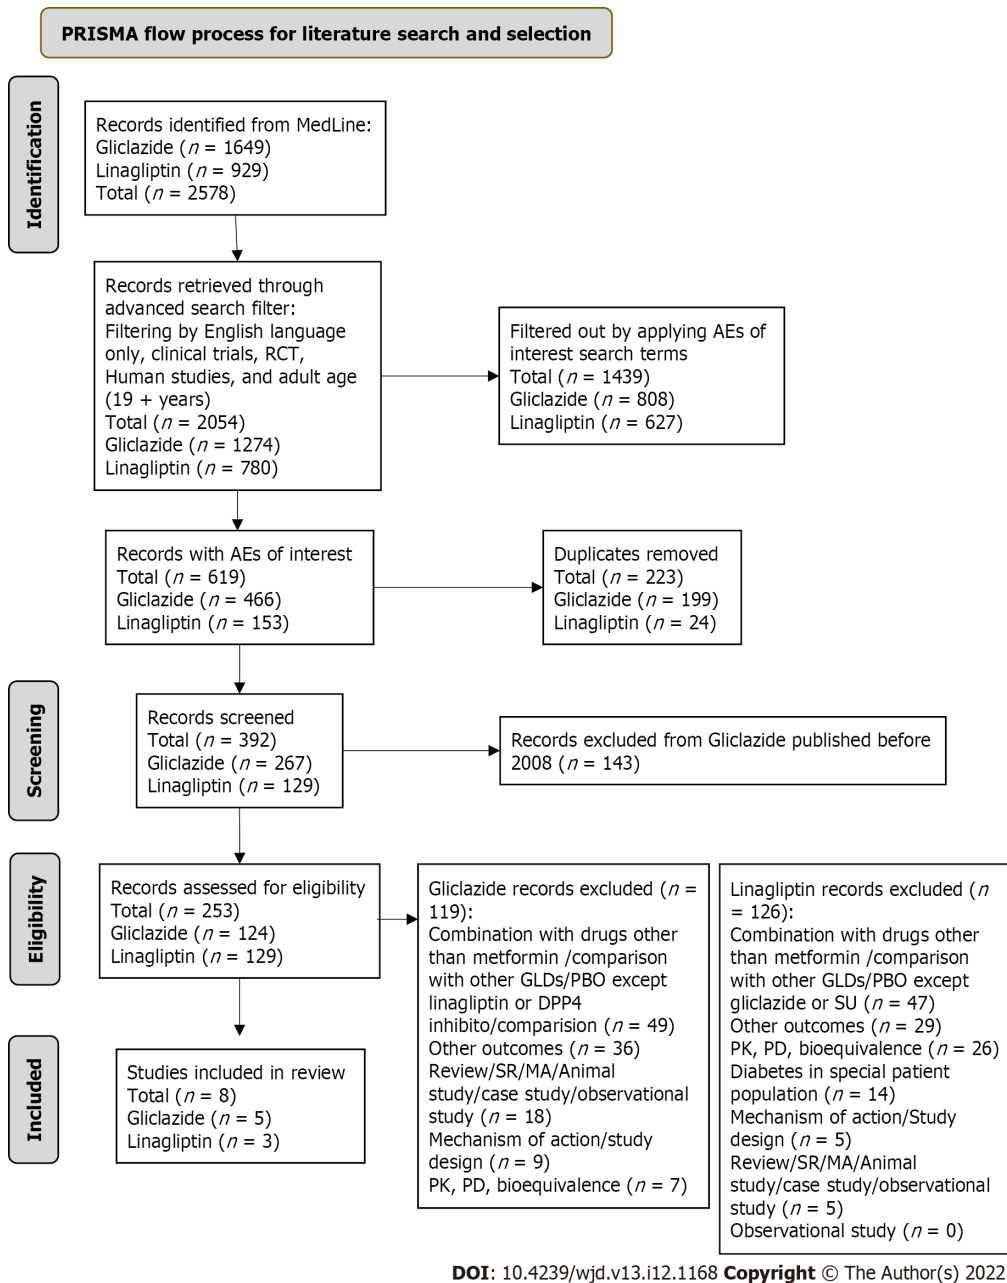 PRISMA flow process for literature search and selection
Identification
Records identified from MedLine:
Gliclazide (n = 1649)
Linagliptin (n = 929)
Total (n = 2578)
Records retrieved through
advanced search filter:
Filtering by English language
only, clinical trials, RCT,
Human studies, and adult age
(19 + years)
Total (n = 2054)
Gliclazide (n = 1274)
Linagliptin (n = 780)
Filtered out by applying AEs of
interest search terms
Total (n = 1439)
Gliclazide (n = 808)
Linagliptin (n = 627)
Records with AEs of interest
Total (n = 619)
Gliclazide (n = 466)
Linagliptin (n = 153)
Duplicates removed
Total (n = 223)
Gliclazide (n = 199)
Linagliptin (n = 24)
Screening
Records screened
Total (n = 392)
Gliclazide (n = 267)
Linagliptin (n = 129)
Records excluded from Gliclazide published before
2008 (n = 143)
Eligibility
Records assessed for eligibility
Total (n = 253)
Gliclazide (n = 124)
Linagliptin (n = 129)
Gliclazide records excluded (n =
119):
Combination with drugs other
than metformin /comparison
with other GLDs/PBO except
linagliptin or DPP4
inhibito/comparision (n = 49)
Other outcomes (n = 36)
Review/SR/MA/Animal
study/case study/observational
study (n = 18)
Mechanism of action/study
design (n = 9)
PK, PD, bioequivalence (n = 7)
Linagliptin records excluded (n
= 126):
Combination with drugs other
than metformin /comparison
with other GLDs/PBO except
gliclazide or SU (n = 47)
Other outcomes (n = 29)
PK, PD, bioequivalence (n = 26)
Diabetes in special patient
population (n = 14)
Mechanism of action/Study
design (n = 5)
Review/SR/MA/Animal
study/case study/observational
study (n = 5)
Observational study (n = 0)
Included
Studies included in review
Total (n = 8)
Gliclazide (n = 5)
Linagliptin (n = 3)
DOI: 10.4239/wjd.v13.i12.1168 Copyright © The Author(s) 2022